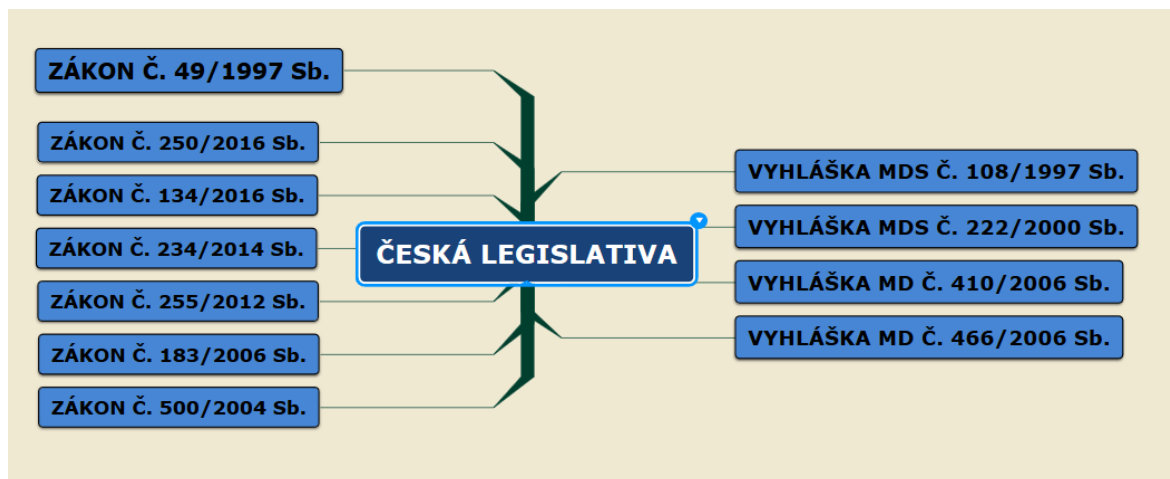 ZÁKON Č. 49/1997 Sb.
ZÁKON Č. 250/2016 Sb.
ZÁKON Č. 134/2016 Sb.
ZÁKON Č. 234/2014 Sb.
ZÁKON Č. 255/2012 Sb.
ZÁKON Č. 183/2006 Sb.
ZÁKON Č. 500/2004 Sb.
ČESKÁ LEGISLATIVA
VYHLÁŠKA MDS Č. 108/1997 Sb.
VYHLÁŠKA MDS Č. 222/2000 Sb.
VYHLÁŠKA MD Č. 410/2006 Sb.
VYHLÁŠKA MD Č. 466/2006 Sb.